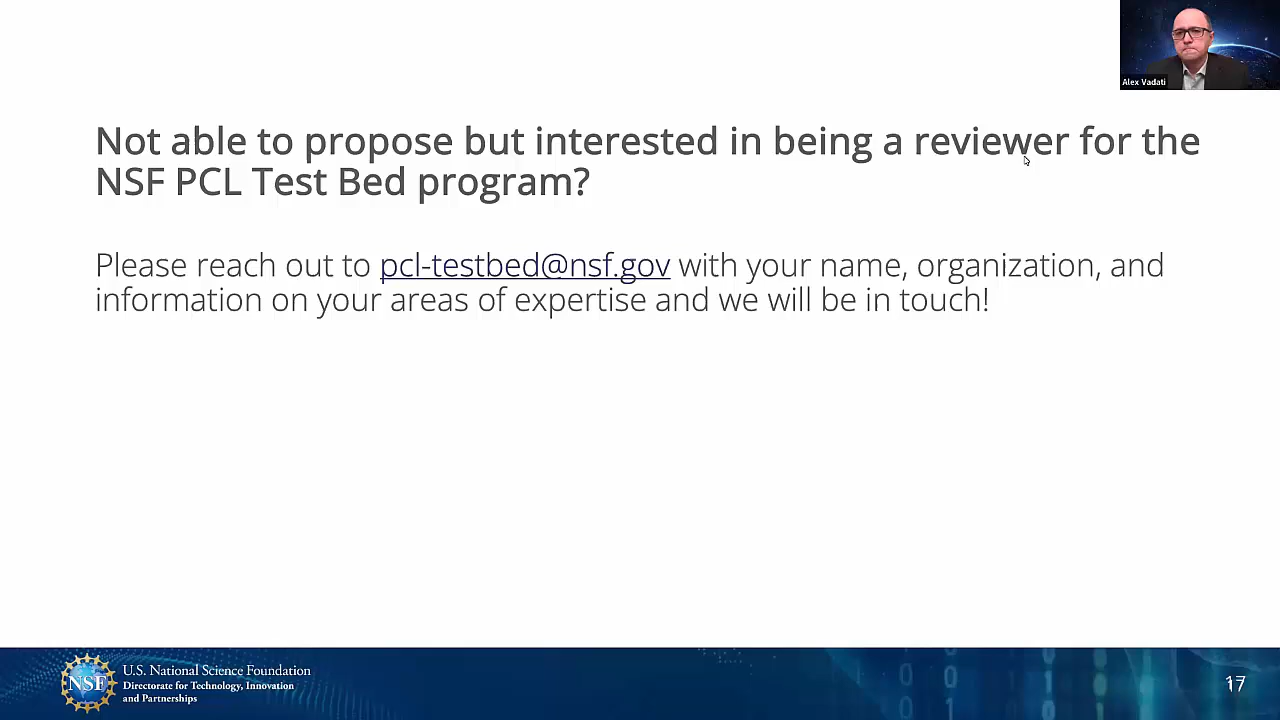 Alex Vadati
Not able to propose but interested in being a reviewer for the
NSF PCL Test Bed program?
Please reach out to pcl-testbed@nsf.gov with your name, organization, and
information on your areas of expertise and we will be in touch!
NSF
U.S. National Science Foundation
Directorate for Technology, Innovation
and Partnerships
17